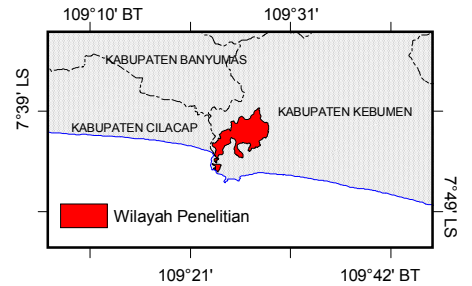 109°10' BT
109°31'
KABUPATEN BANYUMAS
7°39' LS
KABUPATEN KEBUMEN
KABUPATEN CILACAP
Wilayah Penelitian
7°49' LS
109°21'
109°42' BT